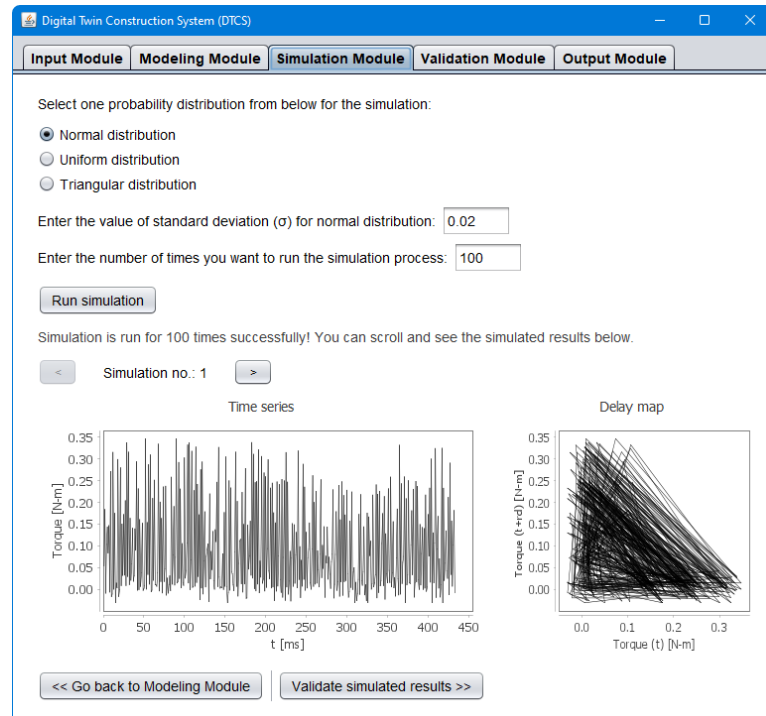 Digital Twin Construction System (DTCS)
Input Module Modeling Module Simulation Module Validation Module Output Module
Select one probability distribution from below for the simulation:
Normal distribution
Uniform distribution
Triangular distribution
Enter the value of standard deviation (σ) for normal distribution: 0.02
Enter the number of times you want to run the simulation process: 100
Run simulation
Simulation is run for 100 times successfully! You can scroll and see the simulated results below.
< Simulation no.: 1 >
Time series
Torque [N-m]
0.35
0.30
0.25
0.20
0.15
0.10
0.05
0.00
0 50 100 150 200 250 300 350 400 450
t [ms]
Delay map
Torque (t+rd) [N-m]
0.35
0.30
0.25
0.20
0.15
0.10
0.05
0.00
0.0 0.1 0.2 0.3
Torque (t) [N-m]
<< Go back to Modeling Module Validate simulated results >>